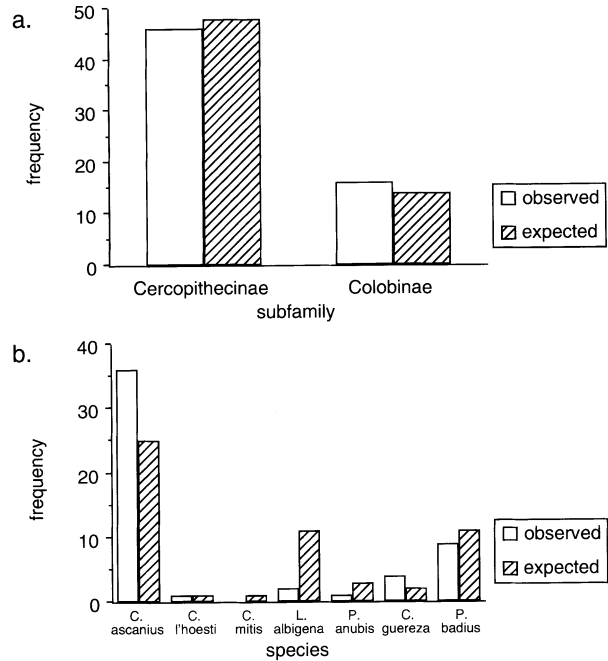 a.
50
40
30
20
10
0
frequency
Cercopithecinae Colobinae
subfamily
observed
expected
b.
40
30
20
10
0
frequency
C. C. C. L. P. C. P.
ascanius l'hoesti mitis albigena anubis guereza badius
species
observed
expected